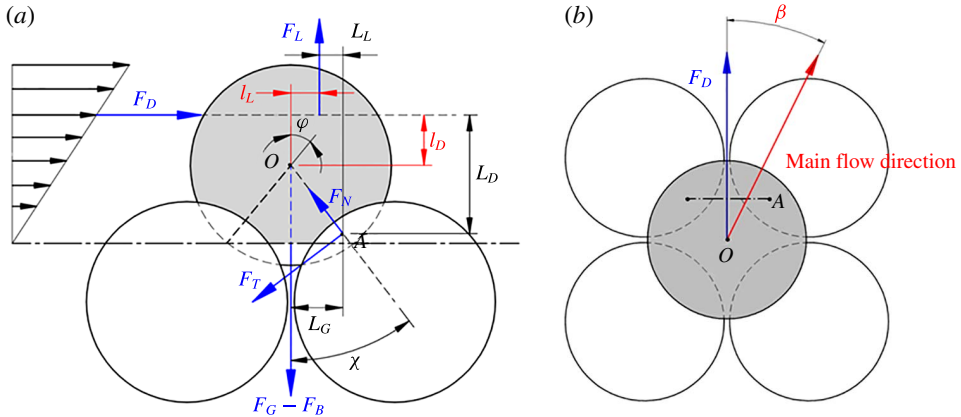 (a)
F_L
L_L
F_D
l_L
φ
l_D
O
L_D
F_N
A
F_T
L_G
χ
F_G − F_B
(b)
β
F_D
Main flow direction
A
O